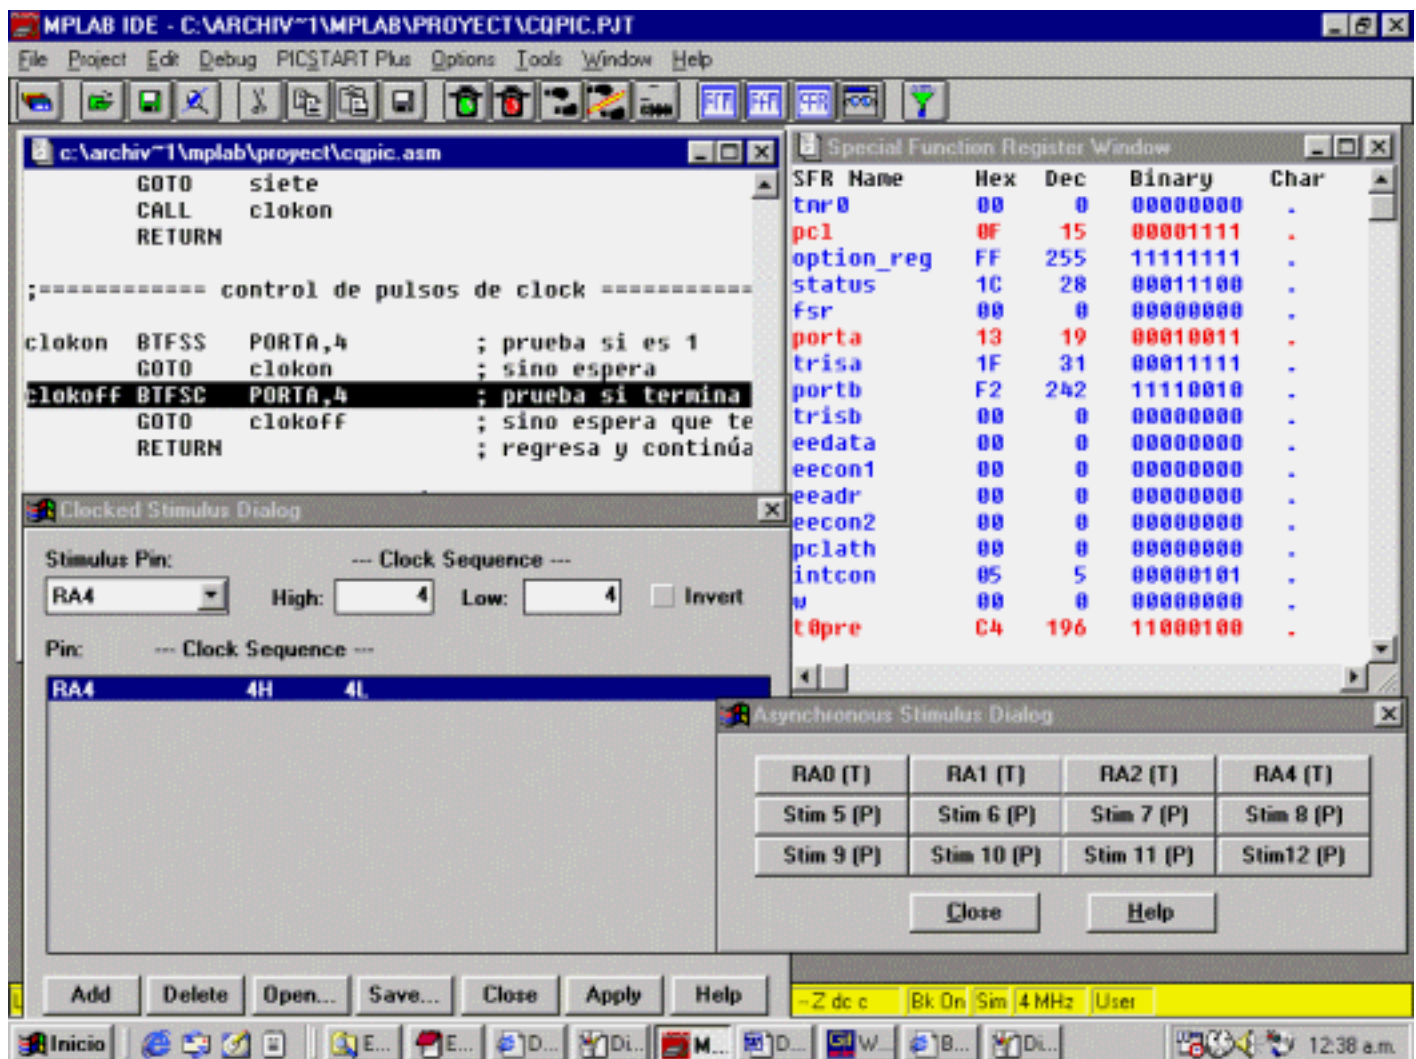 MPLAB IDE - C:\ARCHIV~1\MPLAB\PROYECT\CQPIC.PJT
File Project Edit Debug PICSTART Plus Options Tools Window Help
c:\archiv~1\mplab\proyect\cqpic.asm
GOTO siete
CALL clokon
RETURN
;============ control de pulsos de clock ===========
clokon BTFSS PORTA,4 ; prueba si es 1
GOTO clokon ; sino espera
clokoff BTFSC PORTA,4 ; prueba si termina
GOTO clokoff ; sino espera que te
RETURN ; regresa y continúa
Special Function Register Window
SFR Name Hex Dec Binary Char
tmr0 00 0 00000000 .
pcl 0F 15 00001111 .
option_reg FF 255 11111111 .
status 1C 28 00011100 .
fsr 00 0 00000000 .
porta 13 19 00010011 .
trisa 1F 31 00011111 .
portb F2 242 11110010 .
trisb 00 0 00000000 .
eedata 00 0 00000000 .
eecon1 00 0 00000000 .
eeadr 00 0 00000000 .
eecon2 00 0 00000000 .
pclath 00 0 00000000 .
intcon 05 5 00000101 .
w 00 0 00000000 .
t0pre C4 196 11000100 .
Clocked Stimulus Dialog
Stimulus Pin: --- Clock Sequence ---
RA4 High: 4 Low: 4 Invert
Pin: --- Clock Sequence ---
RA4 4H 4L
Add Delete Open... Save... Close Apply Help
Asynchronous Stimulus Dialog
RA0 (T) RA1 (T) RA2 (T) RA4 (T)
Stim 5 (P) Stim 6 (P) Stim 7 (P) Stim 8 (P)
Stim 9 (P) Stim 10 (P) Stim 11 (P) Stim12 (P)
Close Help
-Z dc c Bk On Sim 4 MHz User
Inicio E... E... D... Di... M... D... W... B... Di... 12:38 a.m.